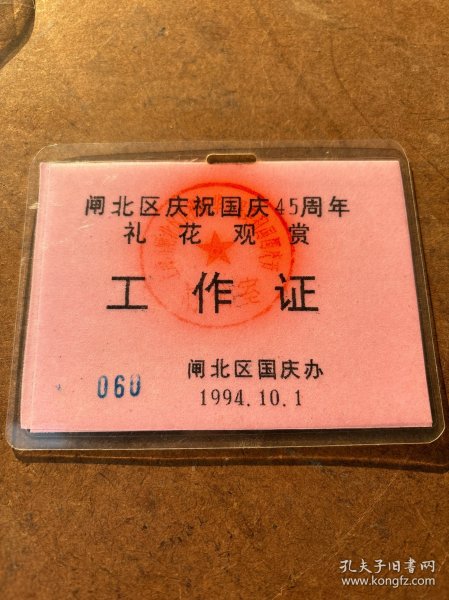 闸北区庆祝国庆45周年
礼花观赏
工作证
闸北区国庆办
060
1994.10.1
孔夫子旧书网
www.kongfz.com